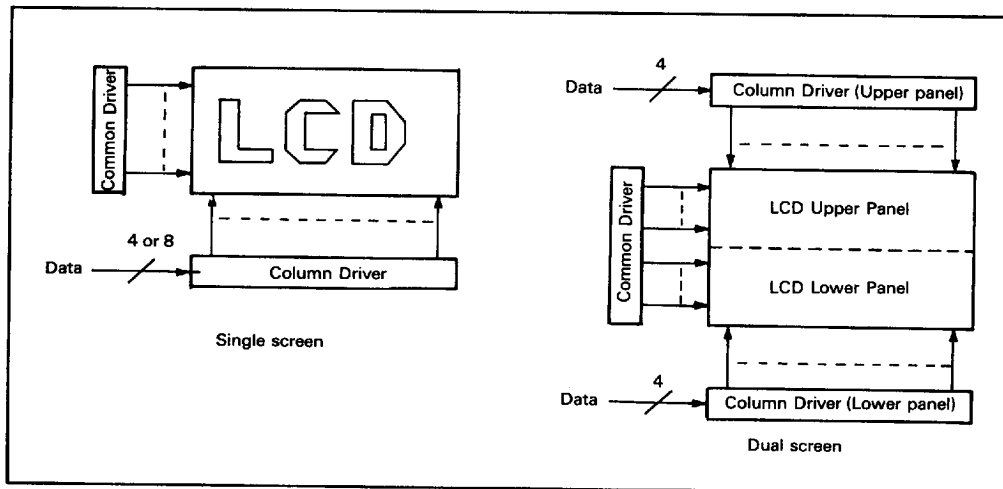 Common Driver
LCD
4 or 8
Data
Column Driver
Single screen
4
Data
Column Driver (Upper panel)
Common Driver
LCD Upper Panel
LCD Lower Panel
4
Data
Column Driver (Lower panel)
Dual screen